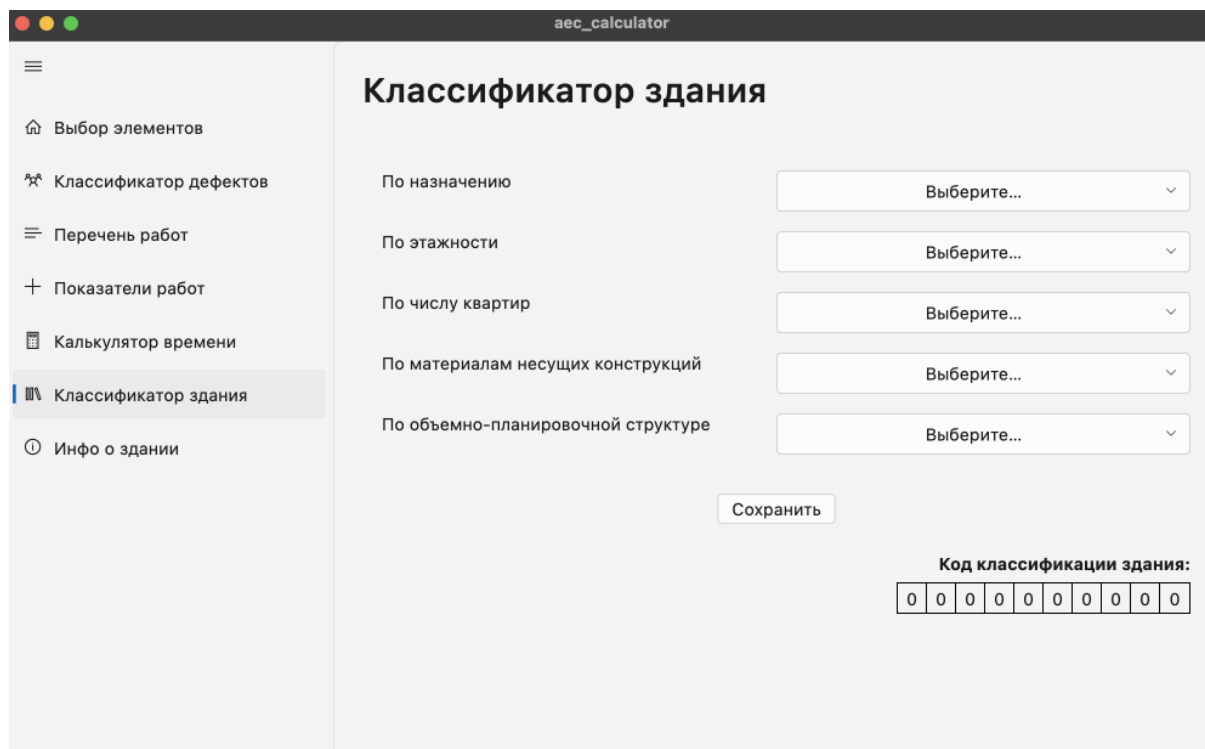 aec_calculator
Выбор элементов
Классификатор дефектов
Перечень работ
Показатели работ
Калькулятор времени
Классификатор здания
Инфо о здании
Классификатор здания
По назначению Выберите...
По этажности Выберите...
По числу квартир Выберите...
По материалам несущих конструкций Выберите...
По объемно-планировочной структуре Выберите...
Сохранить
Код классификации здания:
0 0 0 0 0 0 0 0 0 0